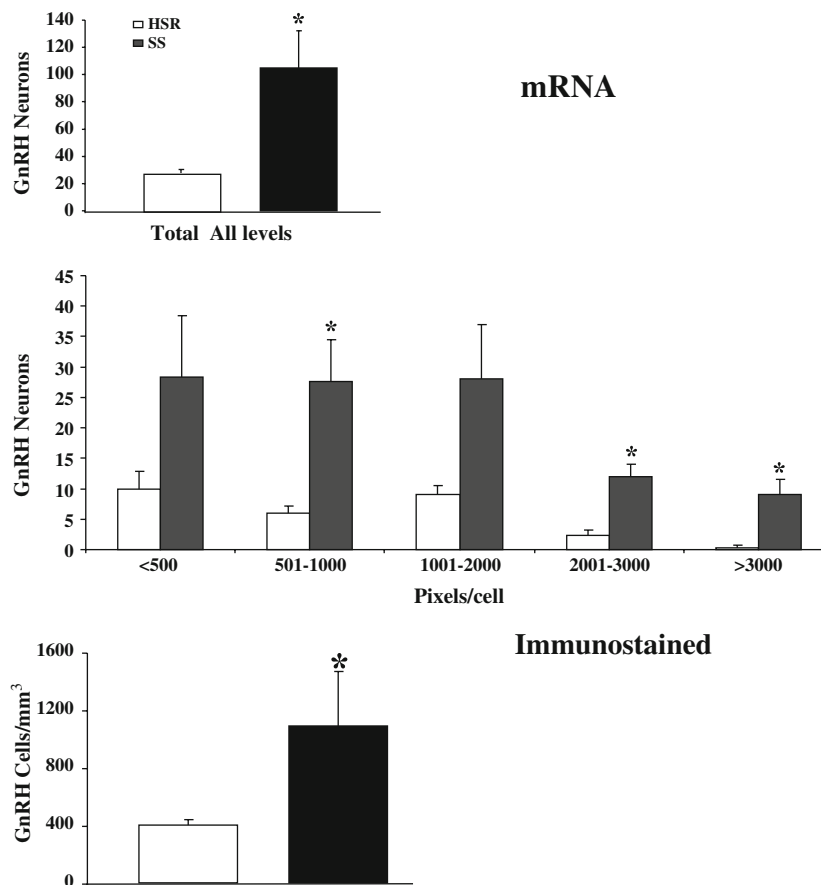 140
120
100
80
60
40
20
0
GnRH Neurons
HSR
SS
*
mRNA
Total All levels
45
40
35
30
25
20
15
10
5
0
GnRH Neurons
*
*
*
<500 501-1000 1001-2000 2001-3000 >3000
Pixels/cell
Immunostained
1600
1200
800
400
0
GnRH Cells/mm³
*